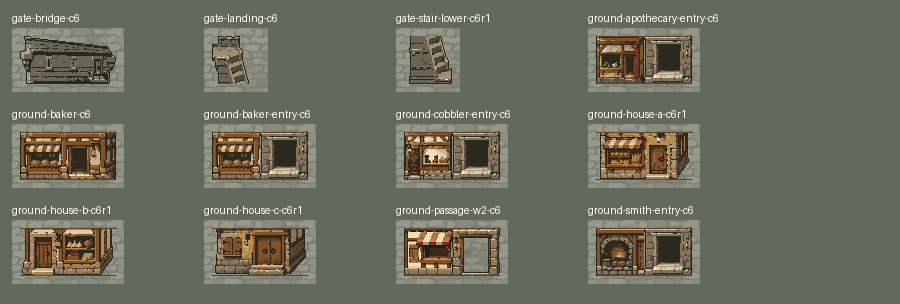 gate-bridge-c6
gate-landing-c6
gate-stair-lower-c6r1
ground-apothecary-entry-c6
ground-baker-c6
ground-baker-entry-c6
ground-cobbler-entry-c6
ground-house-a-c6r1
ground-house-b-c6r1
ground-house-c-c6r1
ground-passage-w2-c6
ground-smith-entry-c6